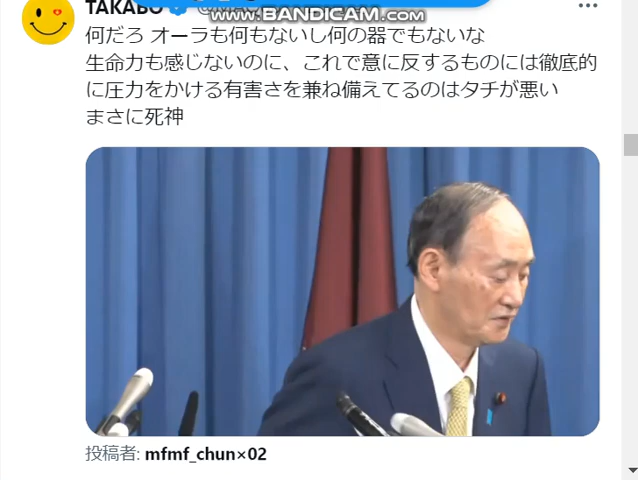 TAKABO
www.BANDICAM.com
何だろ オーラも何もないし何の器でもないな
生命力も感じないのに、これで意に反するものには徹底的
に圧力をかける有害さを兼ね備えてるのはタチが悪い
まさに死神
投稿者: mfmf_chun×02